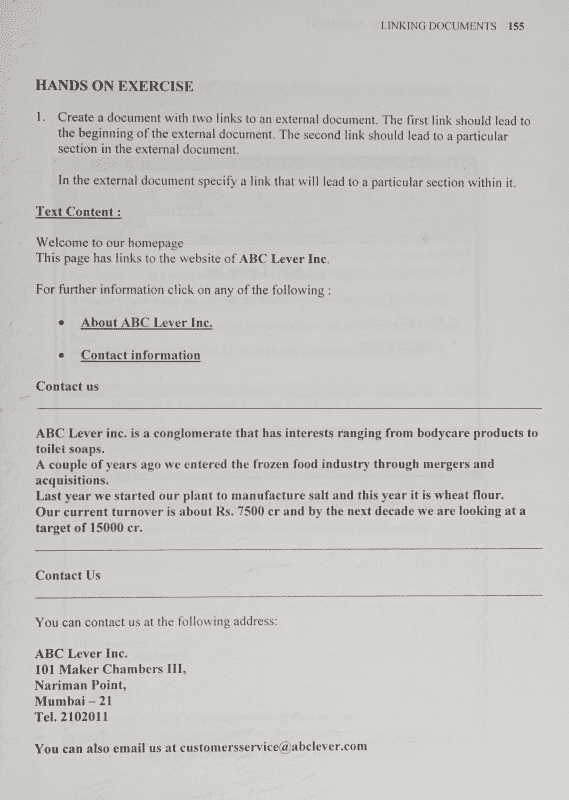 LINKING DOCUMENTS 155
HANDS ON EXERCISE
1. Create a document with two links to an external document. The first link should lead to
the beginning of the external document. The second link should lead to a particular
section in the external document.
In the external document specify a link that will lead to a particular section within it.
Text Content :
Welcome to our homepage
This page has links to the website of ABC Lever Inc.
For further information click on any of the following :
• About ABC Lever Inc.
• Contact information
Contact us
ABC Lever inc. is a conglomerate that has interests ranging from bodycare products to
toilet soaps.
A couple of years ago we entered the frozen food industry through mergers and
acquisitions.
Last year we started our plant to manufacture salt and this year it is wheat flour.
Our current turnover is about Rs. 7500 cr and by the next decade we are looking at a
target of 15000 cr.
Contact Us
You can contact us at the following address:
ABC Lever Inc.
101 Maker Chambers III,
Nariman Point,
Mumbai – 21
Tel. 2102011
You can also email us at customersservice@abclever.com